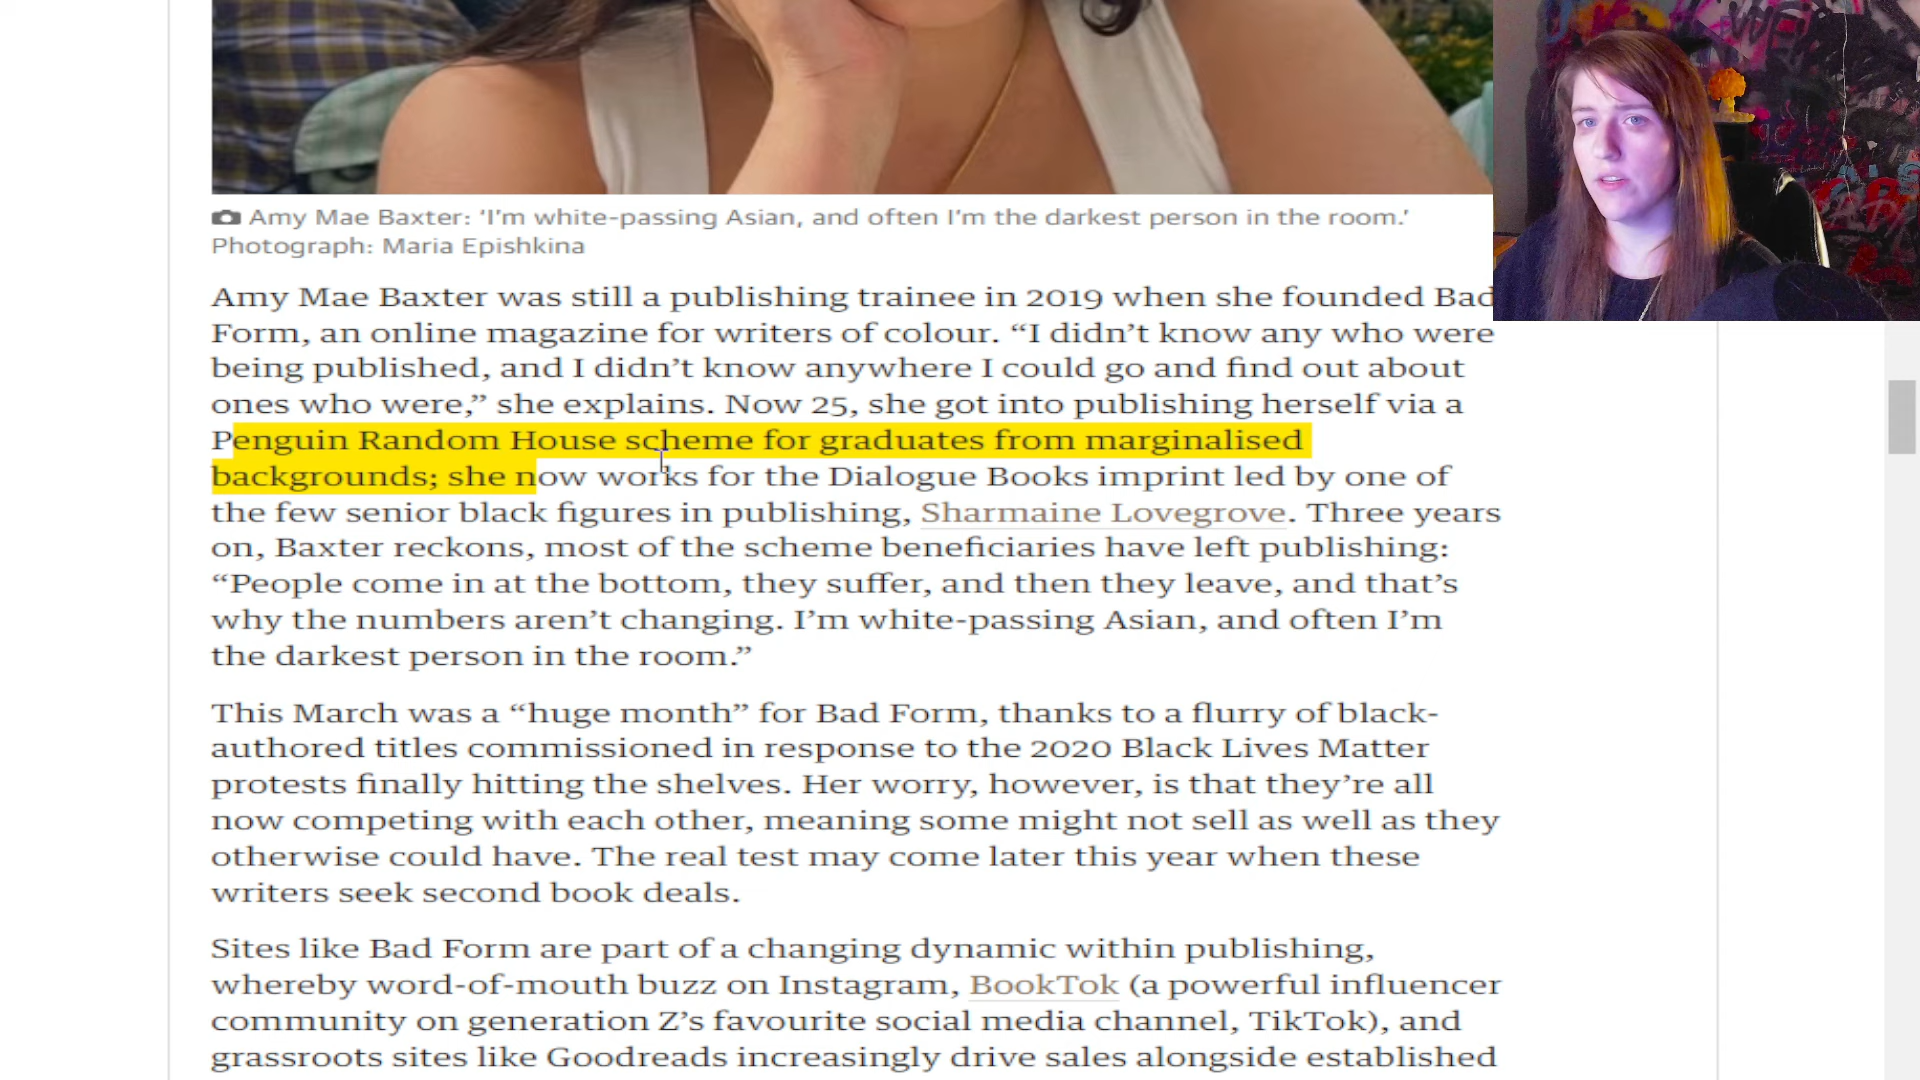 Amy Mae Baxter: ‘I’m white-passing Asian, and often I’m the darkest person in the room.’
Photograph: Maria Epishkina
Amy Mae Baxter was still a publishing trainee in 2019 when she founded Bad
Form, an online magazine for writers of colour. “I didn’t know any who were
being published, and I didn’t know anywhere I could go and find out about
ones who were,” she explains. Now 25, she got into publishing herself via a
Penguin Random House scheme for graduates from marginalised
backgrounds; she now works for the Dialogue Books imprint led by one of
the few senior black figures in publishing, Sharmaine Lovegrove. Three years
on, Baxter reckons, most of the scheme beneficiaries have left publishing:
“People come in at the bottom, they suffer, and then they leave, and that’s
why the numbers aren’t changing. I’m white-passing Asian, and often I’m
the darkest person in the room.”
This March was a “huge month” for Bad Form, thanks to a flurry of black-
authored titles commissioned in response to the 2020 Black Lives Matter
protests finally hitting the shelves. Her worry, however, is that they’re all
now competing with each other, meaning some might not sell as well as they
otherwise could have. The real test may come later this year when these
writers seek second book deals.
Sites like Bad Form are part of a changing dynamic within publishing,
whereby word-of-mouth buzz on Instagram, BookTok (a powerful influencer
community on generation Z’s favourite social media channel, TikTok), and
grassroots sites like Goodreads increasingly drive sales alongside established